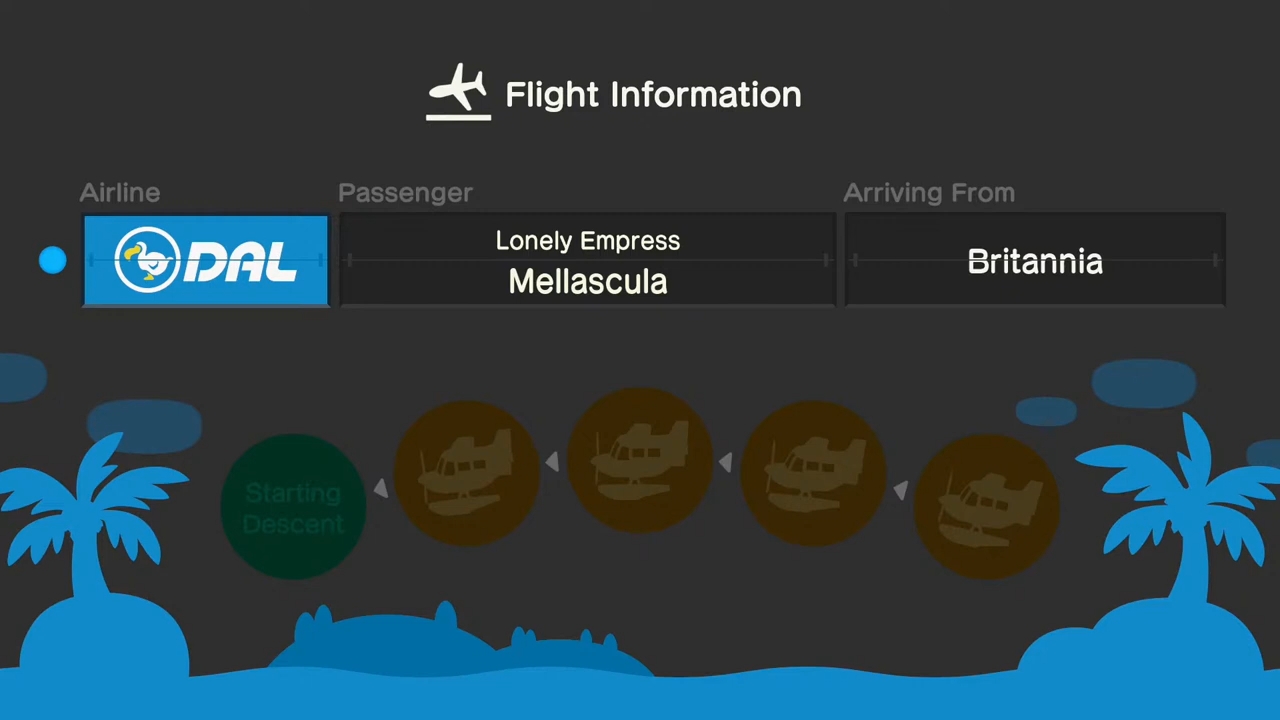 Flight Information
Airline
Passenger
Arriving From
DAL
Lonely Empress
Mellascula
Britannia
Starting
Descent